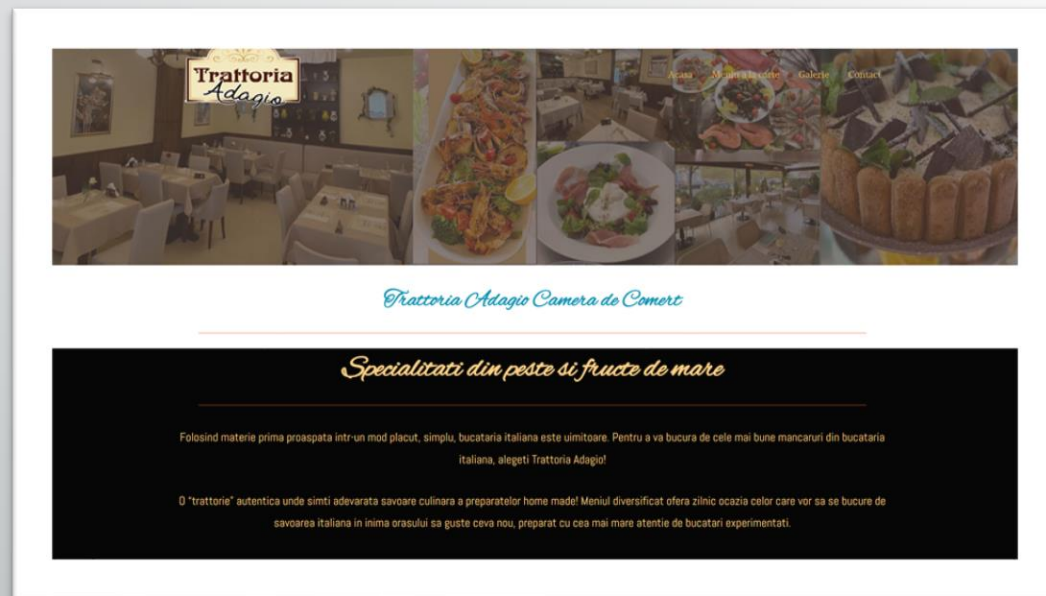 Trattoria
Adagio
Acasa Meniu a la carte Galerie Contact
Trattoria Adagio Camera de Comert
Specialitati din peste si fructe de mare
Folosind materie prima proaspata intr-un mod placut, simplu, bucataria italiana este uimitoare. Pentru a va bucura de cele mai bune mancaruri din bucataria
italiana, alegeti Trattoria Adagio!
O "trattorie" autentica unde simti adevarata savoare culinara a preparatelor home made! Meniul diversificat ofera zilnic ocazia celor care vor sa se bucure de
savoarea italiana in inima orasului sa guste ceva nou, preparat cu cea mai mare atentie de bucatari experimentati.